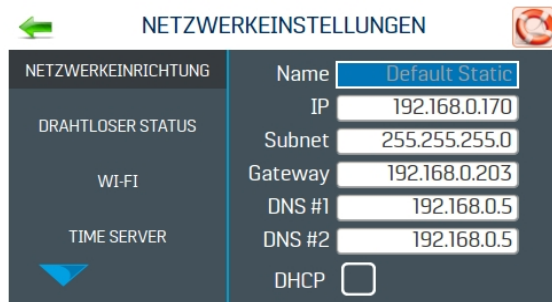 NETZWERKEINSTELLUNGEN
NETZWERKEINRICHTUNG
DRAHTLOSER STATUS
WI-FI
TIME SERVER
Name Default Static
IP 192.168.0.170
Subnet 255.255.255.0
Gateway 192.168.0.203
DNS #1 192.168.0.5
DNS #2 192.168.0.5
DHCP